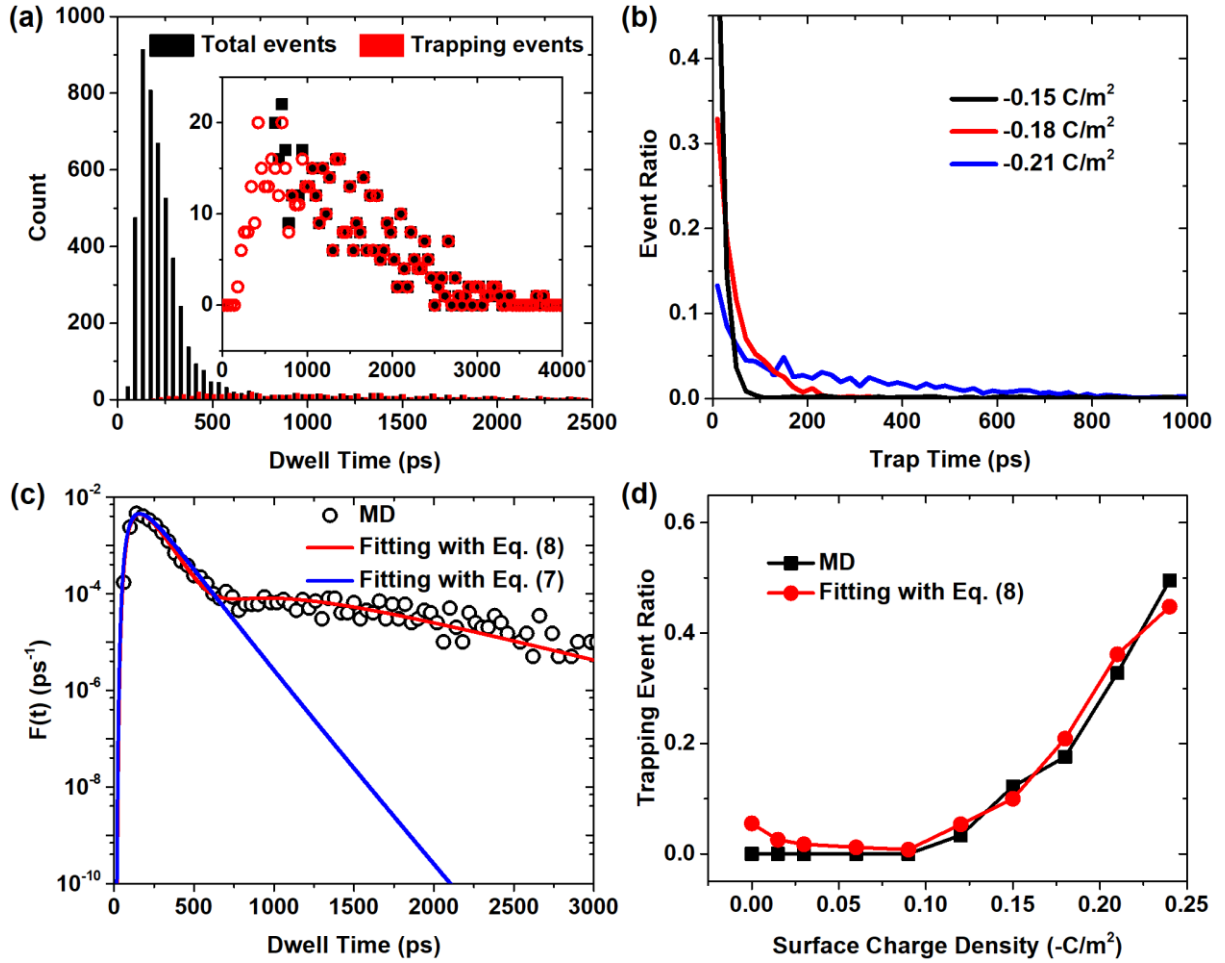 (a)
Total events
Trapping events
1000
800
600
400
200
0
Count
20
10
0
0
1000
2000
3000
4000
0
500
1000
1500
2000
2500
Dwell Time (ps)
(b)
0.4
0.3
0.2
0.1
0.0
Event Ratio
-0.15 C/m²
-0.18 C/m²
-0.21 C/m²
0
200
400
600
800
1000
Trap Time (ps)
(c)
10⁻²
10⁻⁴
10⁻⁶
10⁻⁸
10⁻¹⁰
F(t) (ps⁻¹)
MD
Fitting with Eq. (8)
Fitting with Eq. (7)
0
500
1000
1500
2000
2500
3000
Dwell Time (ps)
(d)
0.6
0.4
0.2
0.0
Trapping Event Ratio
MD
Fitting with Eq. (8)
0.00
0.05
0.10
0.15
0.20
0.25
Surface Charge Density (-C/m²)